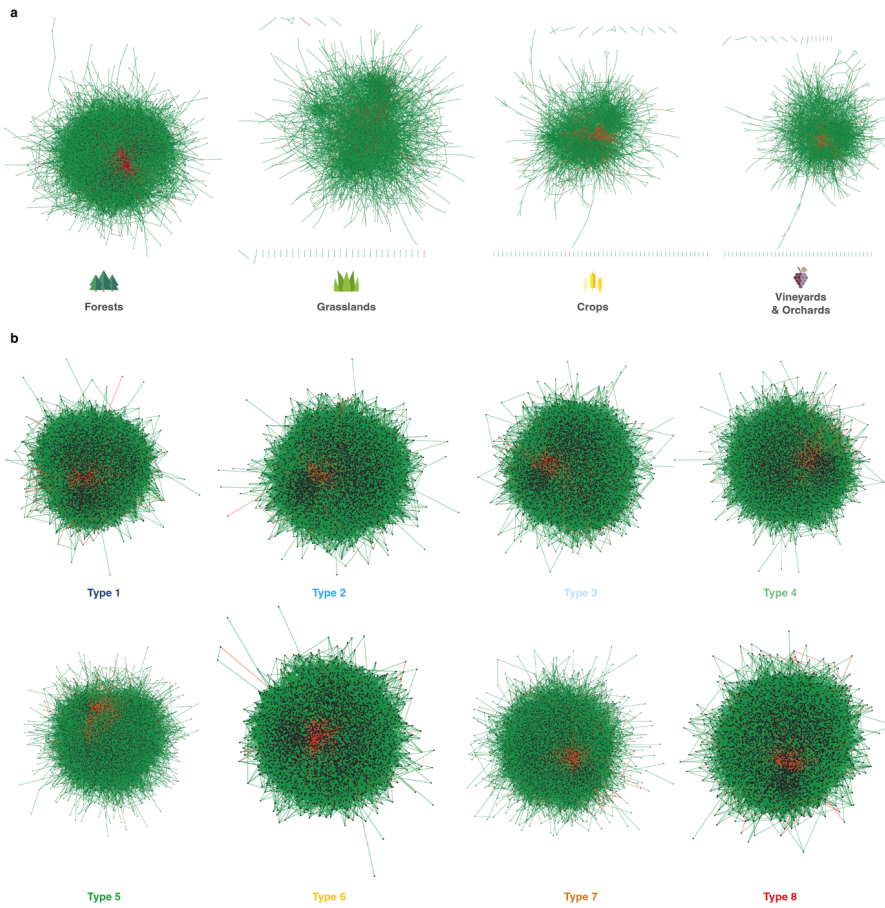 a
Forests
Grasslands
Crops
Vineyards
& Orchards
b
Type 1
Type 2
Type 3
Type 4
Type 5
Type 6
Type 7
Type 8